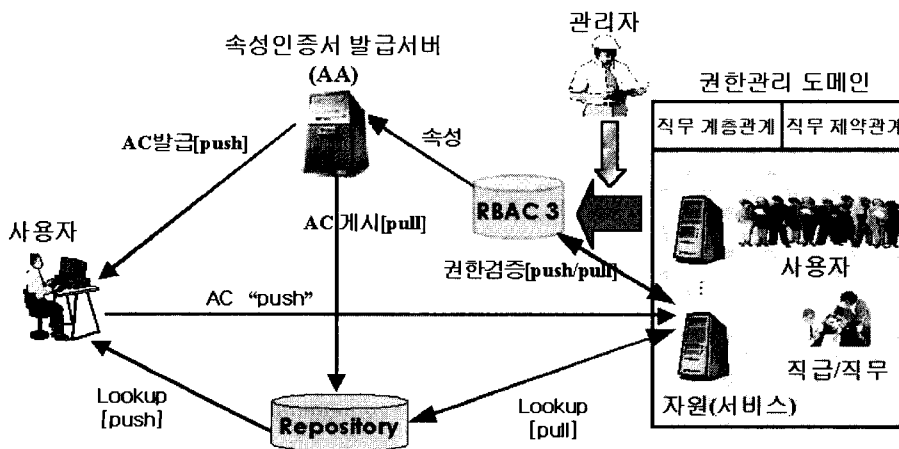 관리자
속성인증서 발급서버
(AA)
권한관리 도메인
직무 계층관계
직무 제약관계
AC발급[push]
속성
RBAC 3
AC 게시[pull]
사용자
권한검증[push/pull]
사용자
AC “push”
⋯
직급/직무
Lookup
[push]
Repository
Lookup
[pull]
자원(서비스)